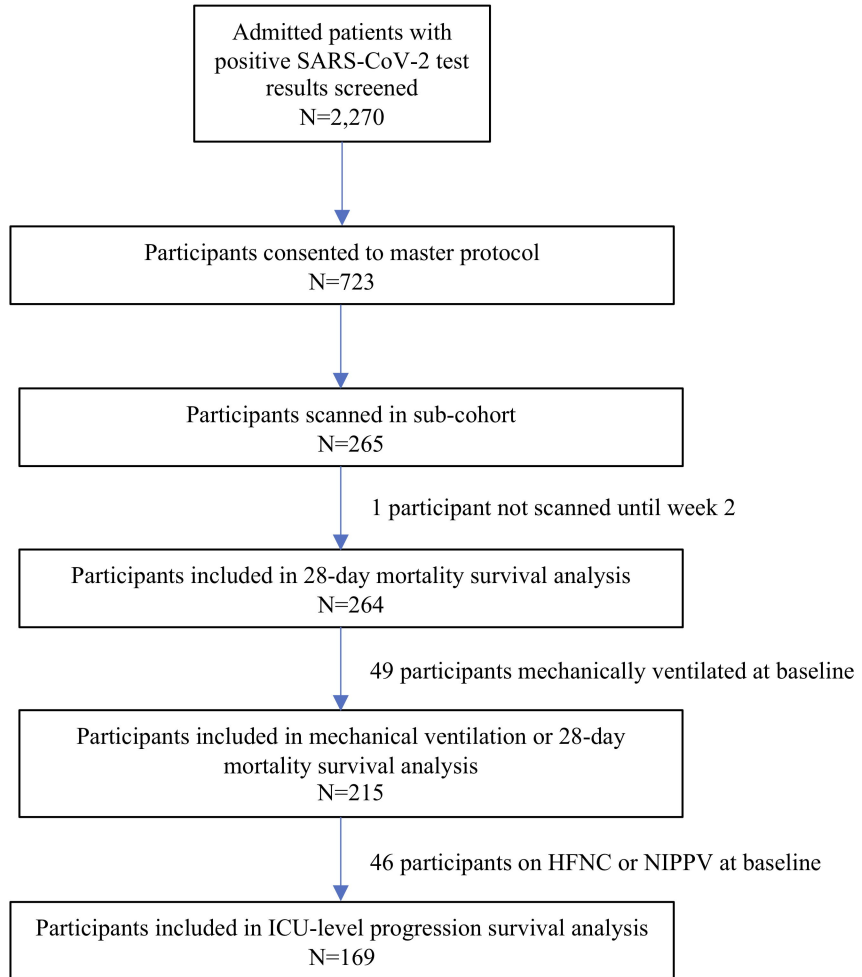 Admitted patients with
positive SARS-CoV-2 test
results screened
N=2,270
Participants consented to master protocol
N=723
Participants scanned in sub-cohort
N=265
1 participant not scanned until week 2
Participants included in 28-day mortality survival analysis
N=264
49 participants mechanically ventilated at baseline
Participants included in mechanical ventilation or 28-day
mortality survival analysis
N=215
46 participants on HFNC or NIPPV at baseline
Participants included in ICU-level progression survival analysis
N=169